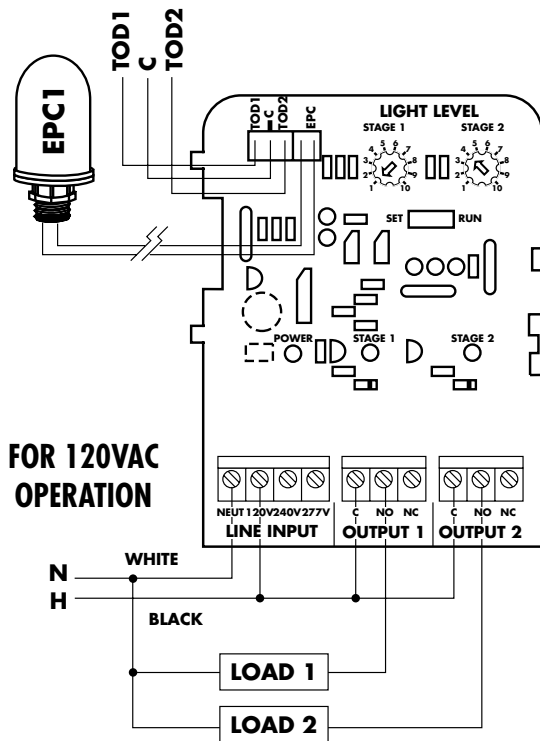 TOD1
C
TOD2
EPC1
TOD1
C
TOD2
EPC
LIGHT LEVEL
STAGE 1
STAGE 2
1 2 3 4 5 6 7 8 9 10
1 2 3 4 5 6 7 8 9 10
SET RUN
POWER
STAGE 1
STAGE 2
FOR 120VAC
OPERATION
NEUT 120V 240V 277V
LINE INPUT
C NO NC
OUTPUT 1
C NO NC
OUTPUT 2
N
WHITE
H
BLACK
LOAD 1
LOAD 2